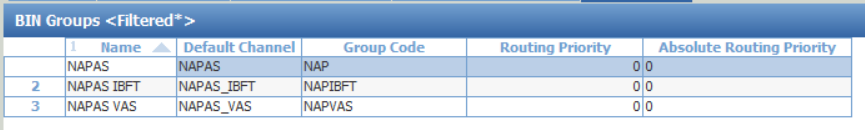 BIN Groups <Filtered*>
1 Name Default Channel Group Code Routing Priority Absolute Routing Priority
NAPAS NAPAS NAP 0 0
2 NAPAS IBFT NAPAS_IBFT NAPIBFT 0 0
3 NAPAS VAS NAPAS_VAS NAPVAS 0 0